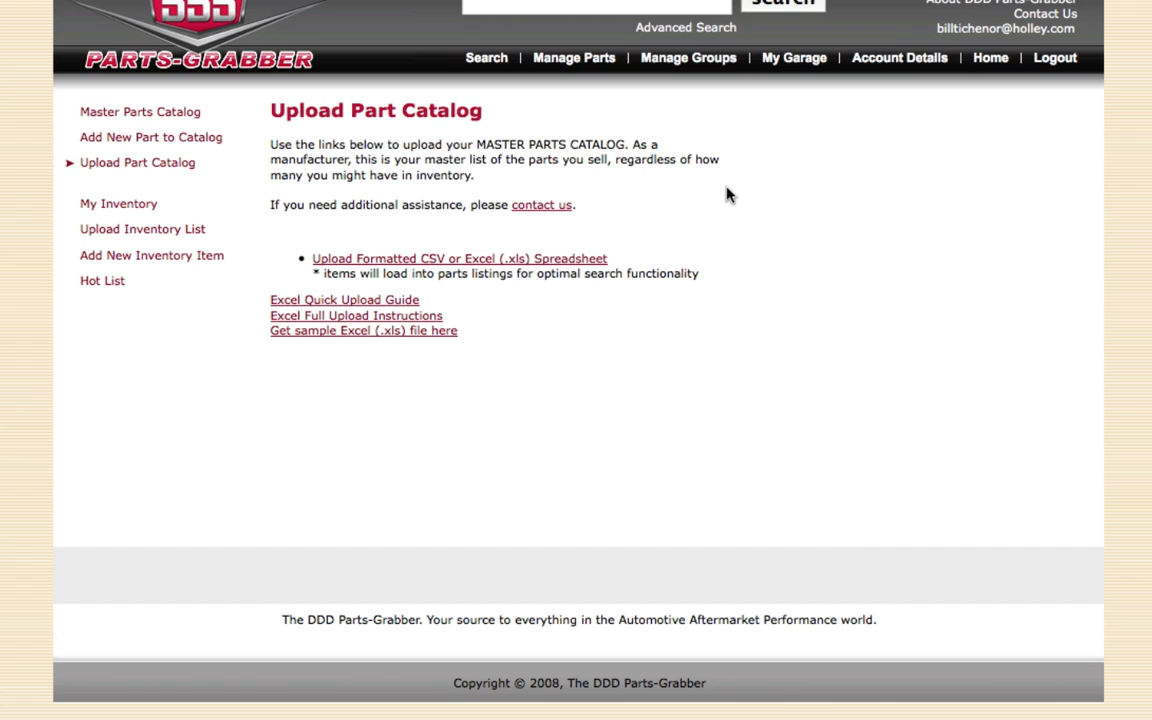 DDD
PARTS-GRABBER
Search
About DDD Parts-Grabber
Contact Us
billtichenor@holley.com
Advanced Search
Search | Manage Parts | Manage Groups | My Garage | Account Details | Home | Logout
Master Parts Catalog
Add New Part to Catalog
Upload Part Catalog
My Inventory
Upload Inventory List
Add New Inventory Item
Hot List
Upload Part Catalog
Use the links below to upload your MASTER PARTS CATALOG. As a
manufacturer, this is your master list of the parts you sell, regardless of how
many you might have in inventory.
If you need additional assistance, please contact us.
• Upload Formatted CSV or Excel (.xls) Spreadsheet
* items will load into parts listings for optimal search functionality
Excel Quick Upload Guide
Excel Full Upload Instructions
Get sample Excel (.xls) file here
The DDD Parts-Grabber. Your source to everything in the Automotive Aftermarket Performance world.
Copyright © 2008, The DDD Parts-Grabber